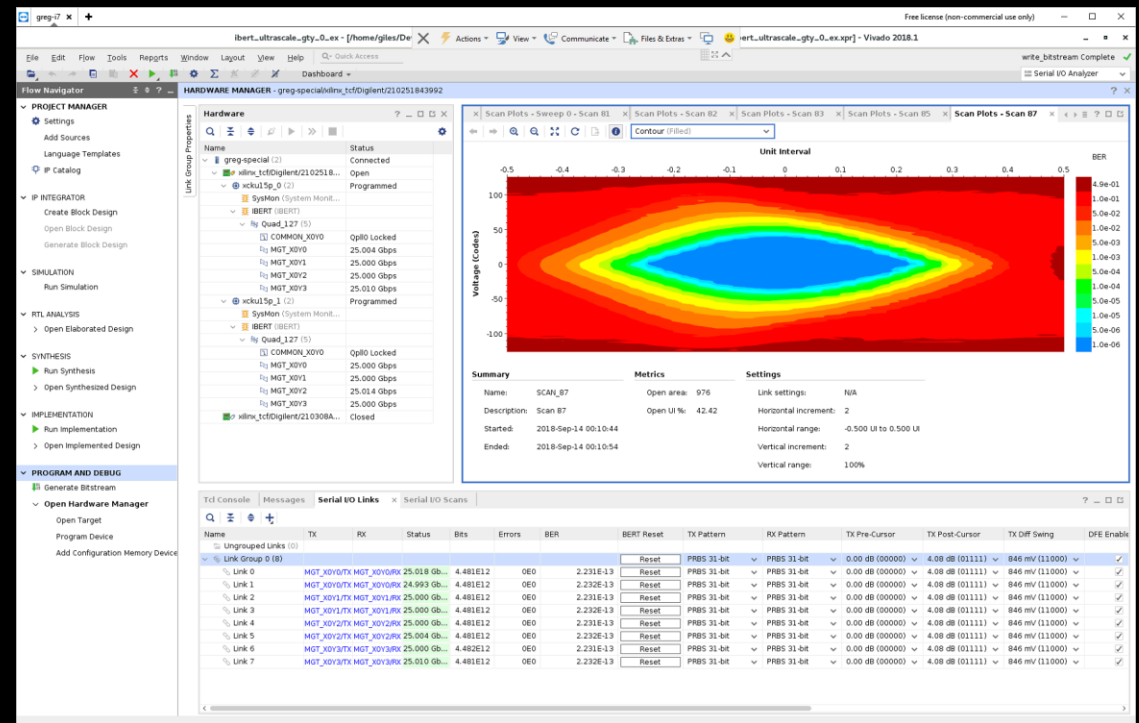 greg-i7 × +
Free license (non-commercial use only)
ibert_ultrascale_gty_0_ex - [/home/giles/De
Actions View Communicate Files & Extras
ert_ultrascale_gty_0_ex.xpr] - Vivado 2018.1
File Edit Flow Tools Reports Window Layout View Help Q- Quick Access
write_bitstream Complete
Dashboard
Serial I/O Analyzer
Flow Navigator
HARDWARE MANAGER - greg-special/xilinx_tcf/Digilent/210251843992
PROJECT MANAGER
Settings
Add Sources
Language Templates
IP Catalog
IP INTEGRATOR
Create Block Design
Open Block Design
Generate Block Design
SIMULATION
Run Simulation
RTL ANALYSIS
Open Elaborated Design
SYNTHESIS
Run Synthesis
Open Synthesized Design
IMPLEMENTATION
Run Implementation
Open Implemented Design
PROGRAM AND DEBUG
Generate Bitstream
Open Hardware Manager
Open Target
Program Device
Add Configuration Memory Device
Link Group Properties
Hardware
Name Status
greg-special (2) Connected
xilinx_tcf/Digilent/2102518... Open
xcku15p_0 (2) Programmed
SysMon (System Monit...
IBERT (IBERT)
Quad_127 (5)
COMMON_X0Y0 Qpll0 Locked
MGT_X0Y0 25.004 Gbps
MGT_X0Y1 25.000 Gbps
MGT_X0Y2 25.000 Gbps
MGT_X0Y3 25.010 Gbps
xcku15p_1 (2) Programmed
SysMon (System Monit...
IBERT (IBERT)
Quad_127 (5)
COMMON_X0Y0 Qpll0 Locked
MGT_X0Y0 25.000 Gbps
MGT_X0Y1 25.000 Gbps
MGT_X0Y2 25.014 Gbps
MGT_X0Y3 25.000 Gbps
xilinx_tcf/Digilent/210308A... Closed
Scan Plots - Sweep 0 - Scan 81 × Scan Plots - Scan 82 × Scan Plots - Scan 83 × Scan Plots - Scan 85 × Scan Plots - Scan 87 ×
Contour (Filled)
Unit Interval
-0.5 -0.4 -0.3 -0.2 -0.1 0 0.1 0.2 0.3 0.4 0.5
Voltage (Codes)
100
50
0
-50
-100
BER
4.9e-01
1.0e-01
5.0e-02
1.0e-02
5.0e-03
1.0e-03
5.0e-04
1.0e-04
5.0e-05
1.0e-05
5.0e-06
1.0e-06
Summary
Name: SCAN_87
Description: Scan 87
Started: 2018-Sep-14 00:10:44
Ended: 2018-Sep-14 00:10:54
Metrics
Open area: 976
Open UI %: 42.42
Settings
Link settings: N/A
Horizontal increment: 2
Horizontal range: -0.500 UI to 0.500 UI
Vertical increment: 2
Vertical range: 100%
Tcl Console Messages Serial I/O Links × Serial I/O Scans
Name TX RX Status Bits Errors BER BERT Reset TX Pattern RX Pattern TX Pre-Cursor TX Post-Cursor TX Diff Swing DFE Enable
Ungrouped Links (0)
Link Group 0 (8) Reset PRBS 31-bit PRBS 31-bit 0.00 dB (00000) 4.08 dB (01111) 846 mV (11000)
Link 0 MGT_X0Y0/TX MGT_X0Y0/RX 25.018 Gb... 4.481E12 0E0 2.231E-13 Reset PRBS 31-bit PRBS 31-bit 0.00 dB (00000) 4.08 dB (01111) 846 mV (11000)
Link 1 MGT_X0Y0/TX MGT_X0Y0/RX 24.993 Gb... 4.481E12 0E0 2.232E-13 Reset PRBS 31-bit PRBS 31-bit 0.00 dB (00000) 4.08 dB (01111) 846 mV (11000)
Link 2 MGT_X0Y1/TX MGT_X0Y1/RX 25.000 Gb... 4.481E12 0E0 2.231E-13 Reset PRBS 31-bit PRBS 31-bit 0.00 dB (00000) 4.08 dB (01111) 846 mV (11000)
Link 3 MGT_X0Y1/TX MGT_X0Y1/RX 25.000 Gb... 4.481E12 0E0 2.232E-13 Reset PRBS 31-bit PRBS 31-bit 0.00 dB (00000) 4.08 dB (01111) 846 mV (11000)
Link 4 MGT_X0Y2/TX MGT_X0Y2/RX 25.000 Gb... 4.481E12 0E0 2.231E-13 Reset PRBS 31-bit PRBS 31-bit 0.00 dB (00000) 4.08 dB (01111) 846 mV (11000)
Link 5 MGT_X0Y2/TX MGT_X0Y2/RX 25.004 Gb... 4.481E12 0E0 2.232E-13 Reset PRBS 31-bit PRBS 31-bit 0.00 dB (00000) 4.08 dB (01111) 846 mV (11000)
Link 6 MGT_X0Y3/TX MGT_X0Y3/RX 25.000 Gb... 4.482E12 0E0 2.231E-13 Reset PRBS 31-bit PRBS 31-bit 0.00 dB (00000) 4.08 dB (01111) 846 mV (11000)
Link 7 MGT_X0Y3/TX MGT_X0Y3/RX 25.010 Gb... 4.481E12 0E0 2.232E-13 Reset PRBS 31-bit PRBS 31-bit 0.00 dB (00000) 4.08 dB (01111) 846 mV (11000)